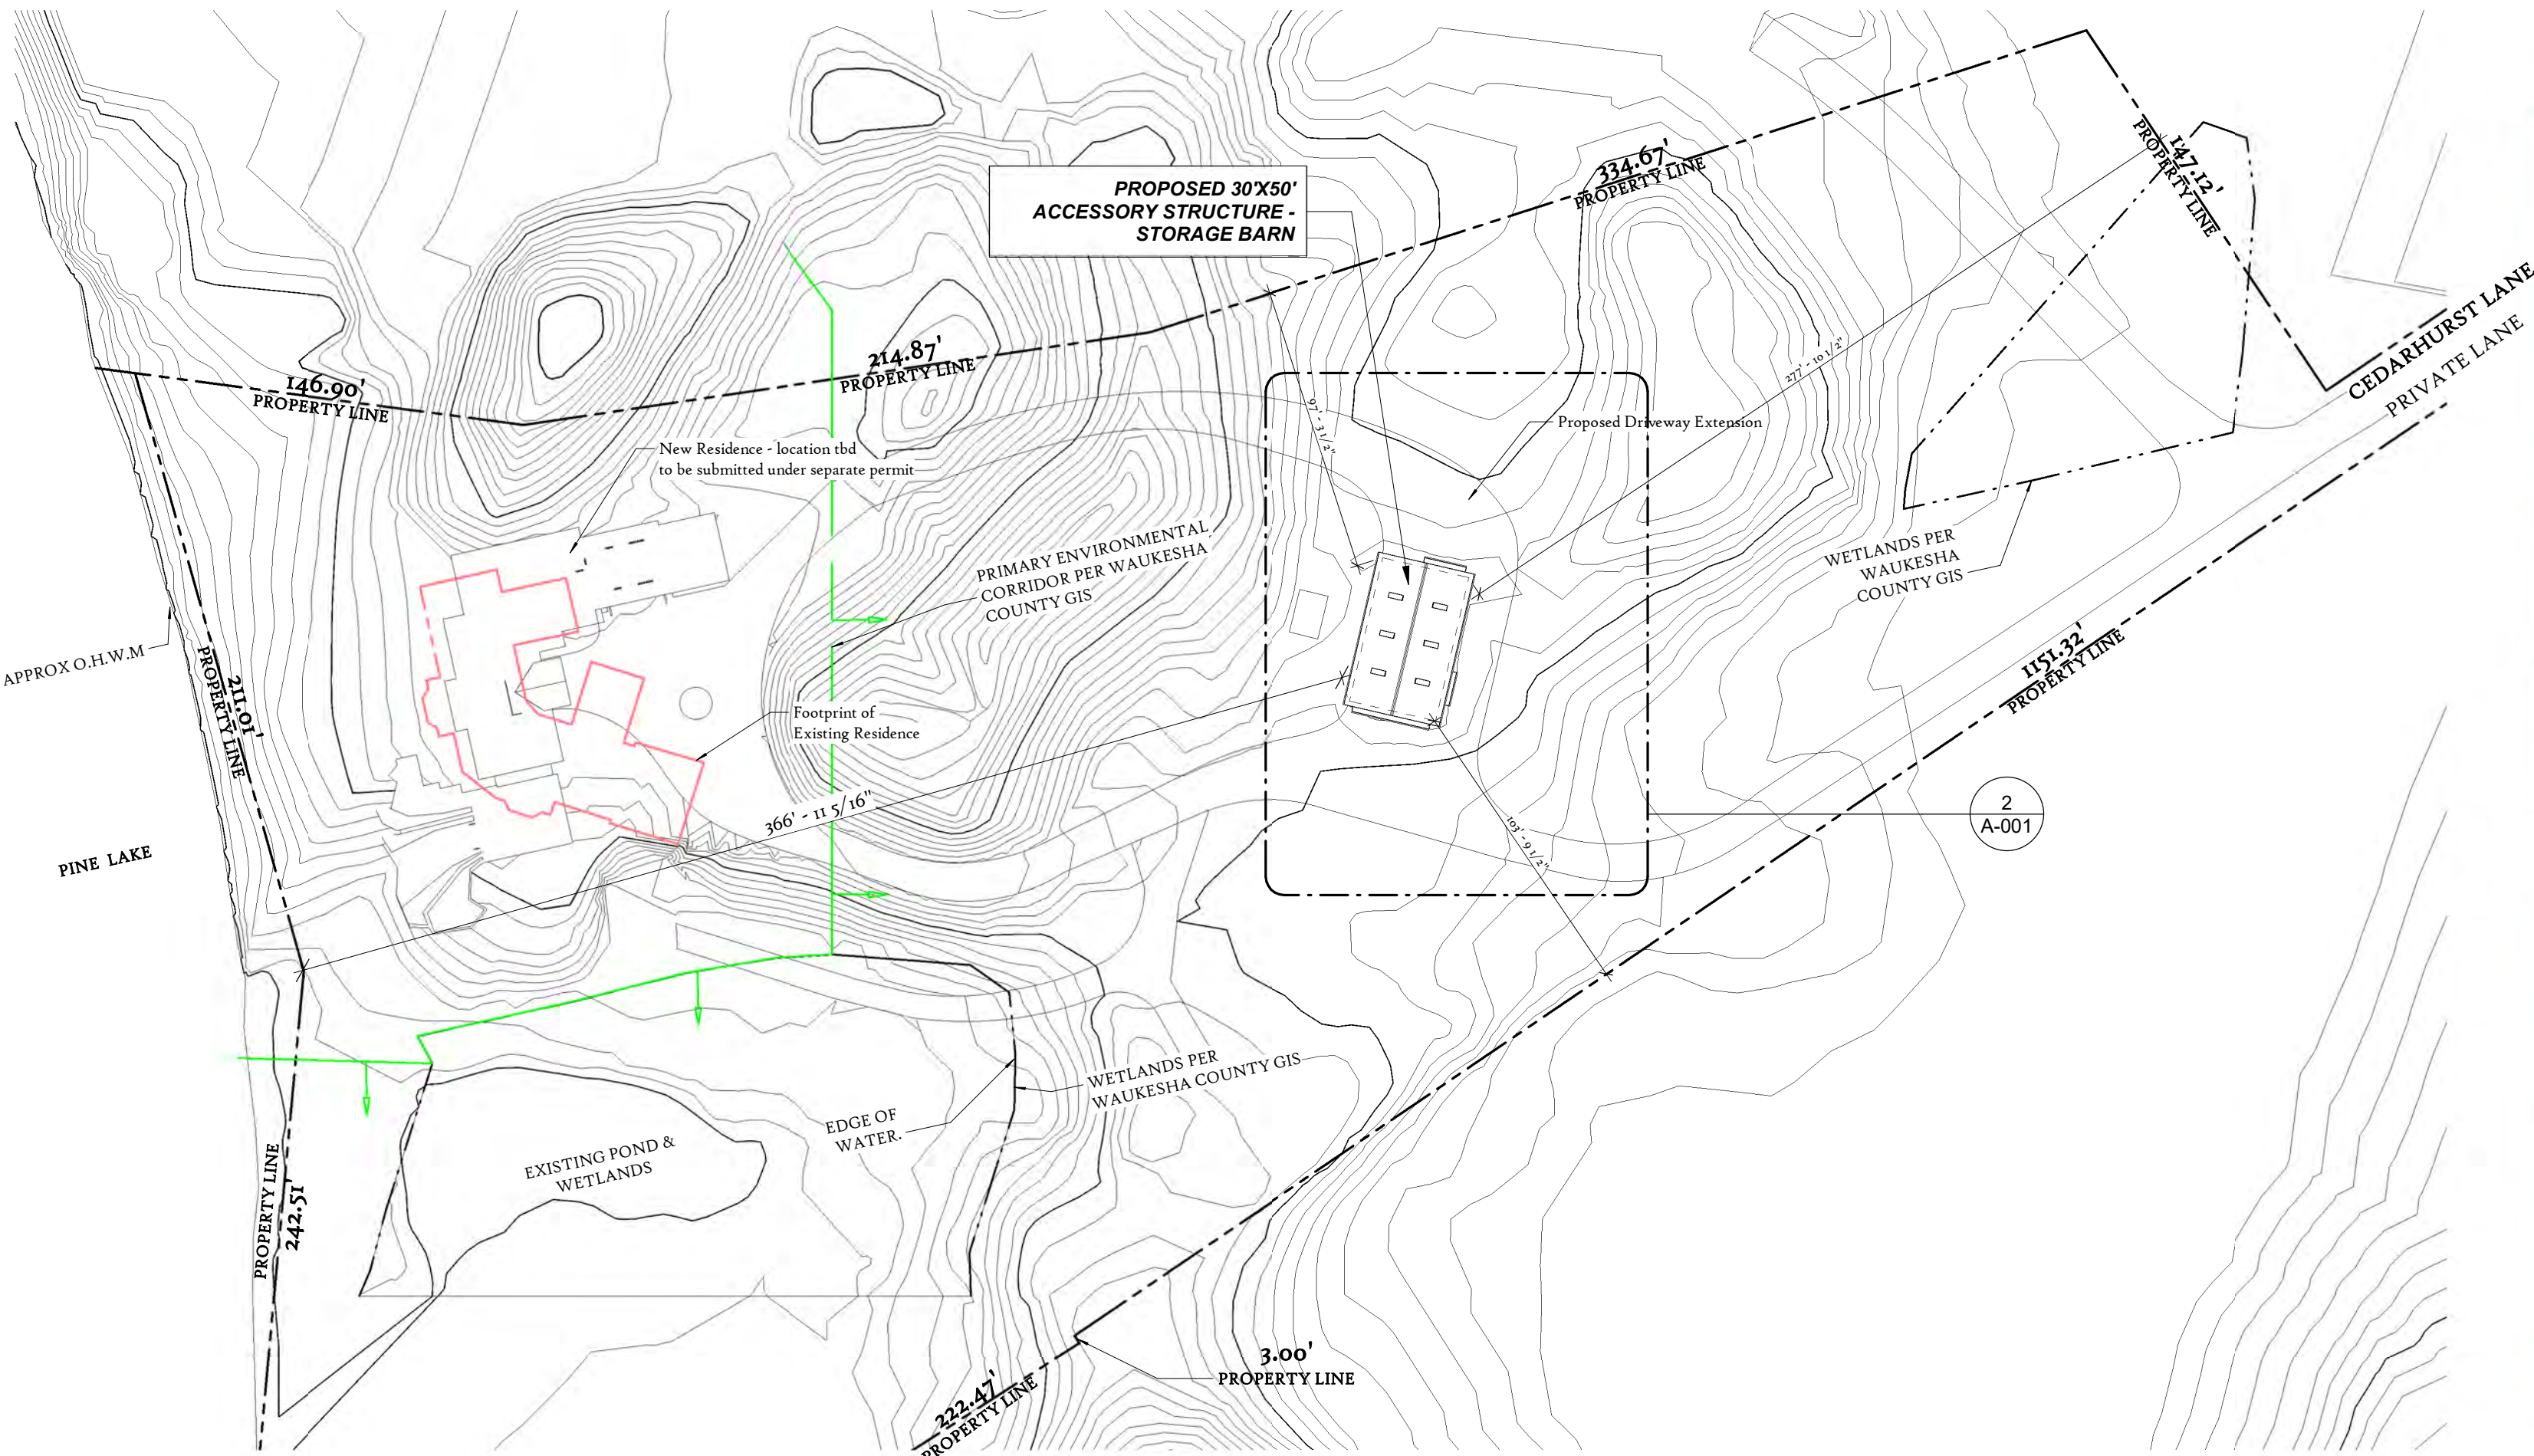 PROPOSED 30'X50'
ACCESSORY STRUCTURE -
STORAGE BARN
334.67'
PROPERTY LINE
147.12'
PROPERTY LINE
CEDARHURST LANE
PRIVATE LANE
214.87'
PROPERTY LINE
146.90'
PROPERTY LINE
277' - 10 1/2"
97' - 3 1/2"
Proposed Driveway Extension
New Residence - location tbd
to be submitted under separate permit
PRIMARY ENVIRONMENTAL
CORRIDOR PER WAUKESHA
COUNTY GIS
WETLANDS PER
WAUKESHA
COUNTY GIS
APPROX O.H.W.M
211.01'
PROPERTY LINE
1151.32'
PROPERTY LINE
Footprint of
Existing Residence
366' - 11 5/16"
103' - 9 1/2"
2
A-001
PINE LAKE
WETLANDS PER
WAUKESHA COUNTY GIS
EDGE OF
WATER.
EXISTING POND &
WETLANDS
PROPERTY LINE
242.51'
3.00'
PROPERTY LINE
222.47'
PROPERTY LINE